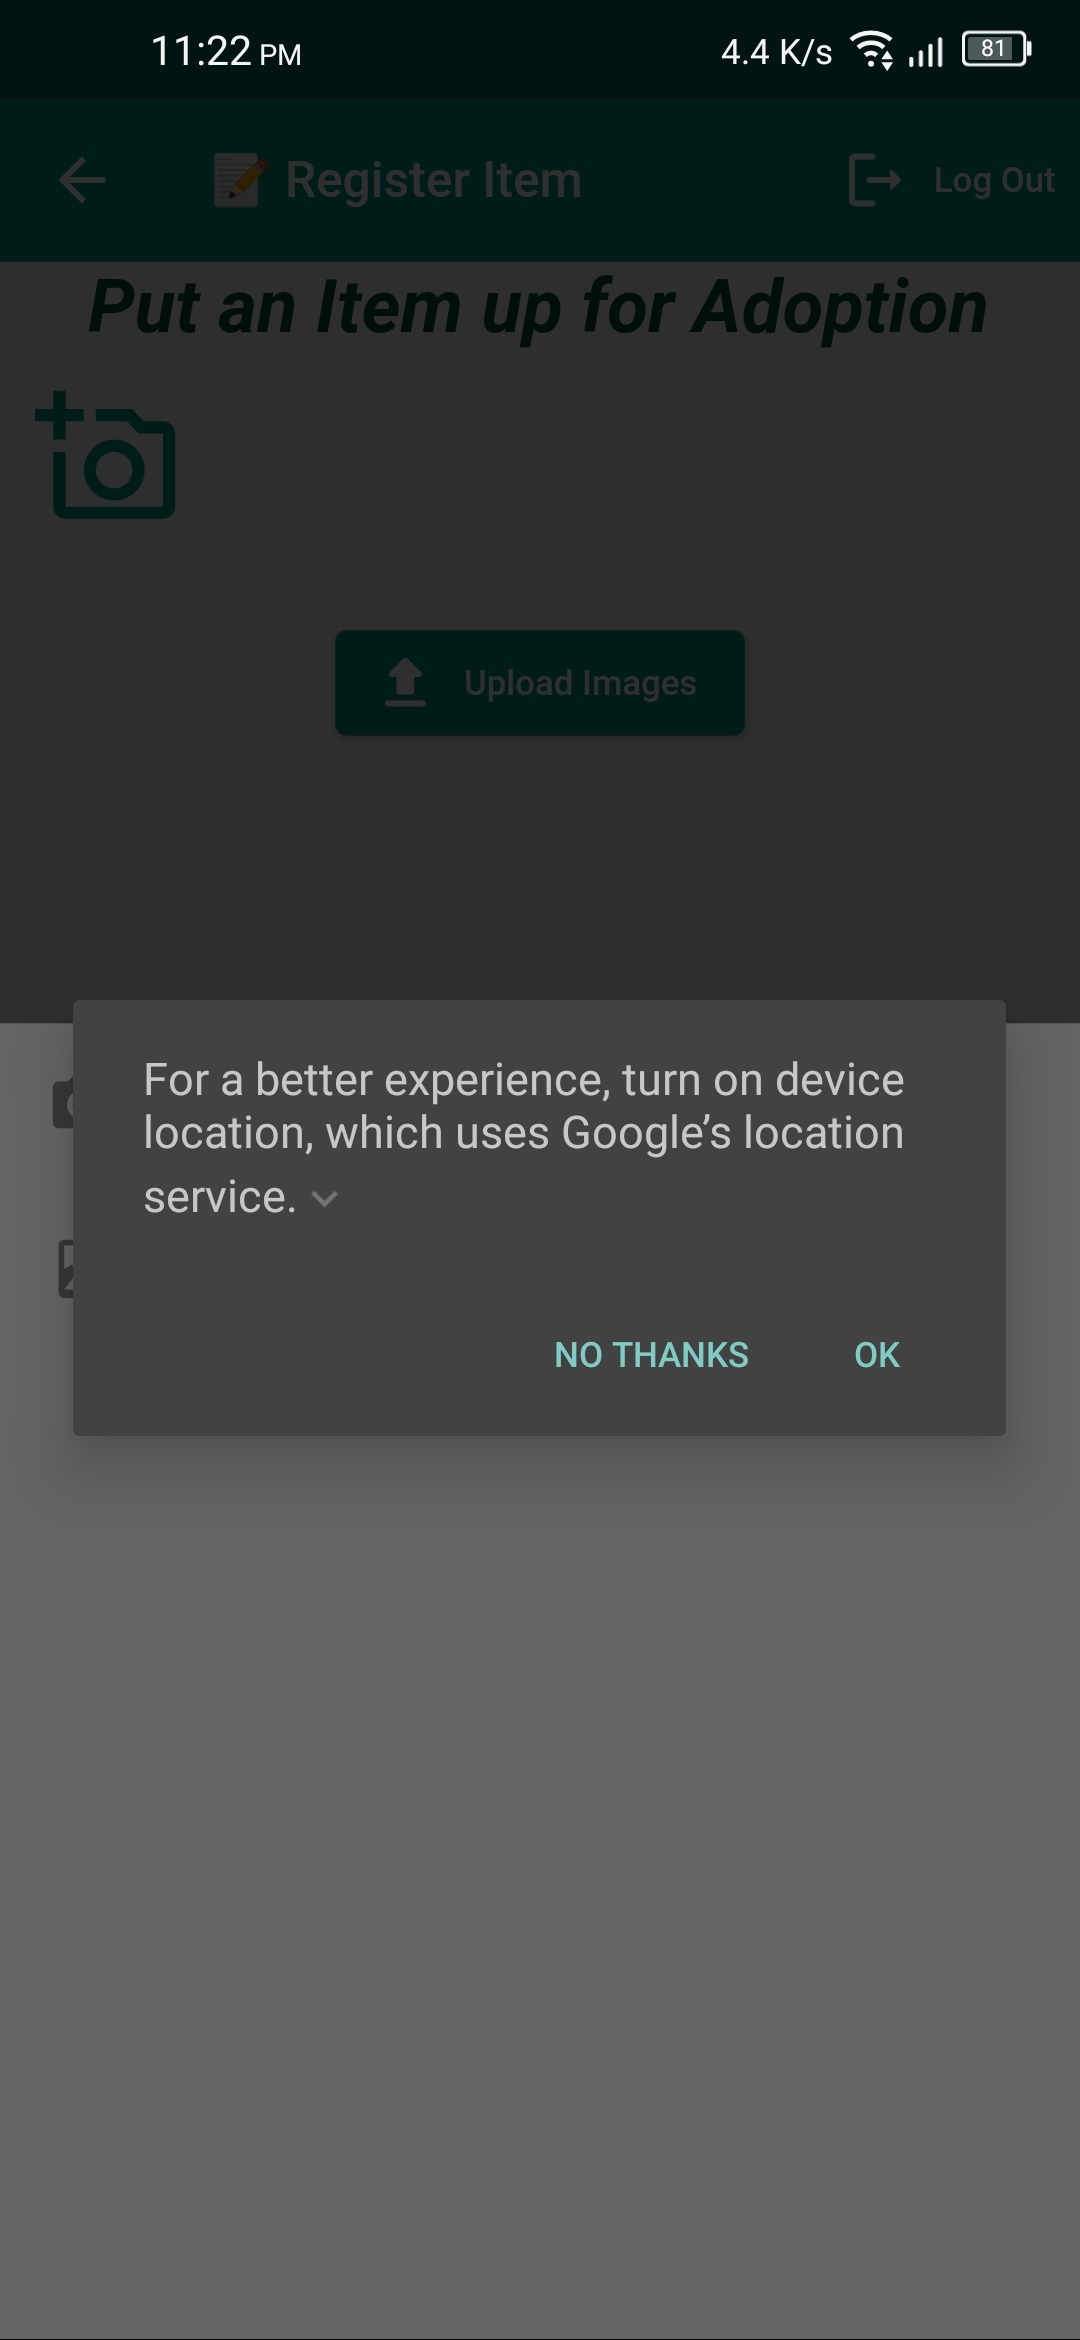 11:22 PM 4.4 K/s 81
Register Item Log Out
Put an Item up for Adoption
Upload Images
For a better experience, turn on device
location, which uses Google’s location
service.
NO THANKS OK